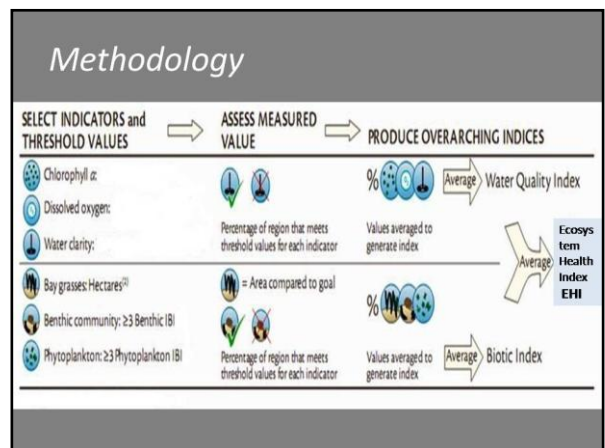 Methodology
SELECT INDICATORS and
THRESHOLD VALUES
ASSESS MEASURED
VALUE
PRODUCE OVERARCHING INDICES
Chlorophyll a:
Dissolved oxygen:
Water clarity:
Percentage of region that meets
threshold values for each indicator
%
Average
Water Quality Index
Values averaged to
generate index
Bay grasses: Hectares(2)
Benthic community: ≥3 Benthic IBI
Phytoplankton: ≥3 Phytoplankton IBI
= Area compared to goal
Percentage of region that meets
threshold values for each indicator
%
Values averaged to
generate index
Average
Biotic Index
Average
Ecosys
tem
Health
Index
EHI